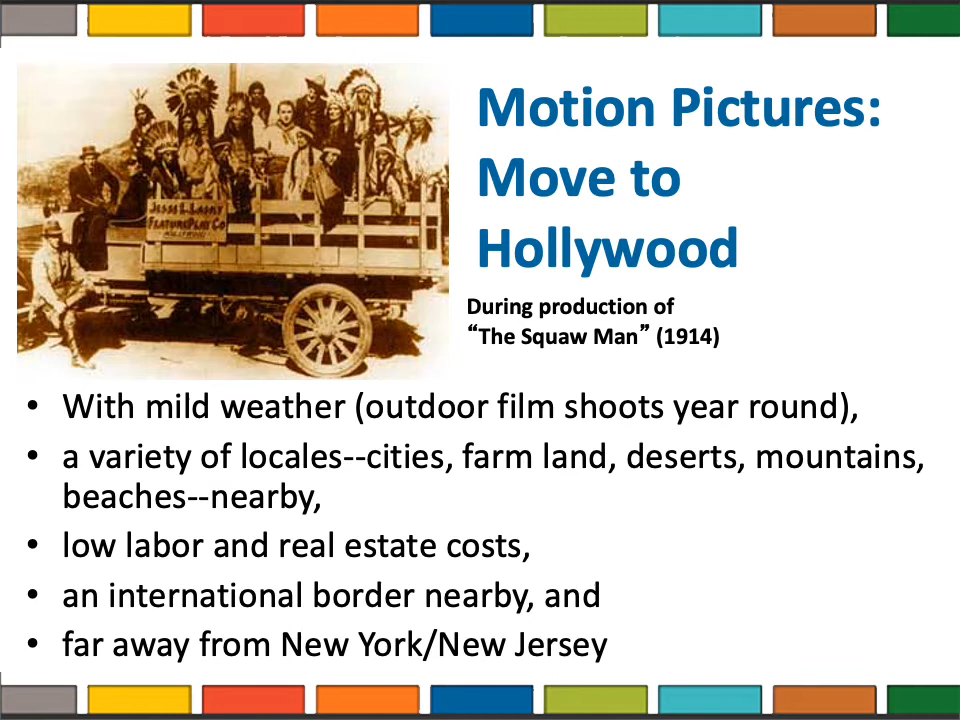 Motion Pictures:
Move to
Hollywood
JESSE L. LASKY
FEATURE PLAY CO
HOLLYWOOD
During production of
“The Squaw Man” (1914)
• With mild weather (outdoor film shoots year round),
• a variety of locales--cities, farm land, deserts, mountains,
beaches--nearby,
• low labor and real estate costs,
• an international border nearby, and
• far away from New York/New Jersey